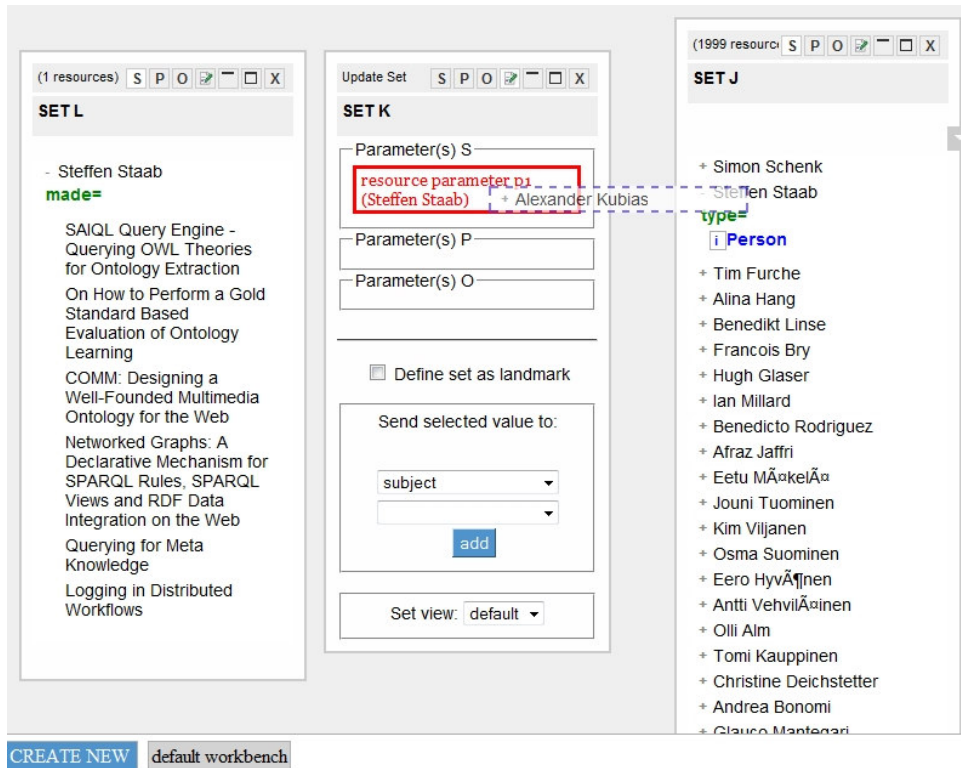 (1 resources) S P O X
SET L
- Steffen Staab
made=
SAIQL Query Engine -
Querying OWL Theories
for Ontology Extraction
On How to Perform a Gold
Standard Based
Evaluation of Ontology
Learning
COMM: Designing a
Well-Founded Multimedia
Ontology for the Web
Networked Graphs: A
Declarative Mechanism for
SPARQL Rules, SPARQL
Views and RDF Data
Integration on the Web
Querying for Meta
Knowledge
Logging in Distributed
Workflows
Update Set S P O X
SET K
Parameter(s) S
resource parameter p1
(Steffen Staab)
+ Alexander Kubias
Parameter(s) P
Parameter(s) O
Define set as landmark
Send selected value to:
subject
add
Set view: default
(1999 resourc S P O X
SET J
+ Simon Schenk
Steffen Staab
type=
i Person
+ Tim Furche
+ Alina Hang
+ Benedikt Linse
+ Francois Bry
+ Hugh Glaser
+ Ian Millard
+ Benedicto Rodriguez
+ Afraz Jaffri
+ Eetu MÃ¤kelÃ¤
+ Jouni Tuominen
+ Kim Viljanen
+ Osma Suominen
+ Eero HyvÃ¶nen
+ Antti VehvilÃ¤inen
+ Olli Alm
+ Tomi Kauppinen
+ Christine Deichstetter
+ Andrea Bonomi
+ Glauco Mantegari
CREATE NEW default workbench